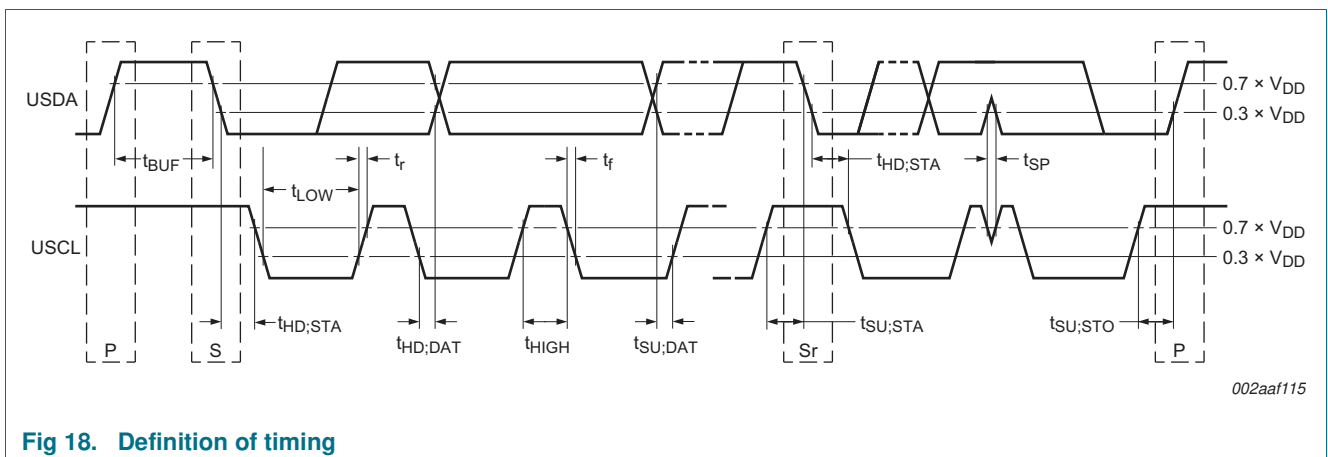 USDA
0.7 × VDD
0.3 × VDD
tBUF
tLOW
tr
tf
tHD;STA
tSP
USCL
0.7 × VDD
0.3 × VDD
tHD;STA
tHD;DAT
tHIGH
tSU;DAT
tSU;STA
tSU;STO
P
S
Sr
P
002aaf115
Fig 18. Definition of timing